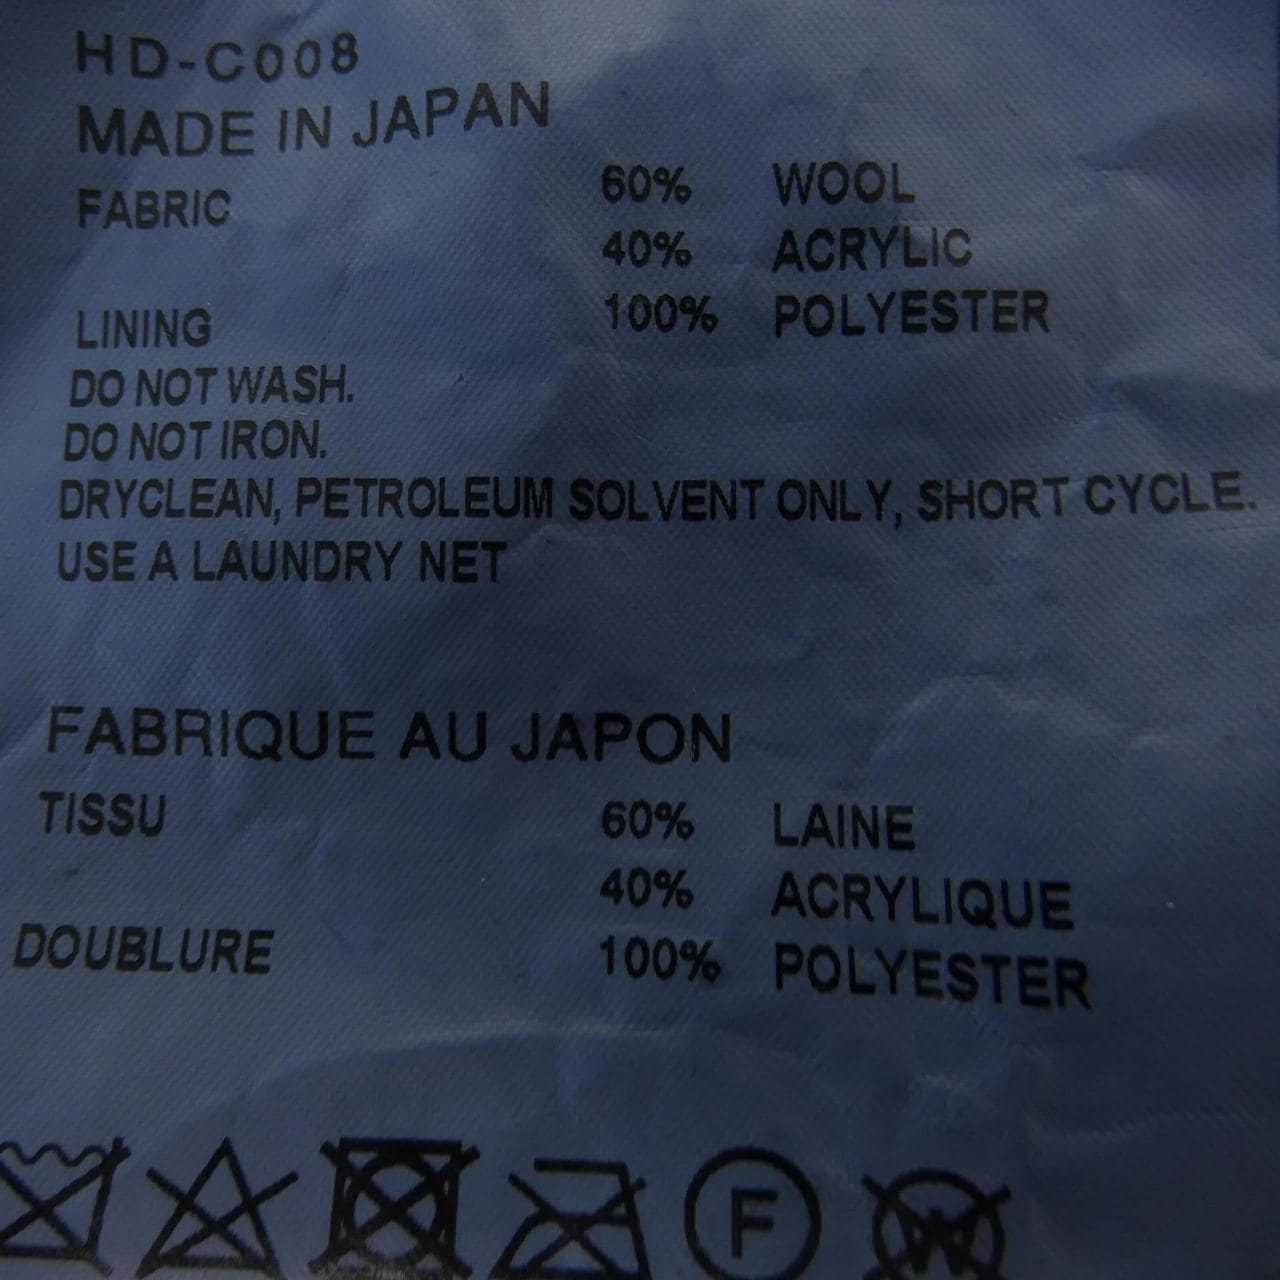 HD-C008
MADE IN JAPAN
FABRIC 60% WOOL
40% ACRYLIC
LINING 100% POLYESTER
DO NOT WASH.
DO NOT IRON.
DRYCLEAN, PETROLEUM SOLVENT ONLY, SHORT CYCLE.
USE A LAUNDRY NET
FABRIQUE AU JAPON
TISSU 60% LAINE
40% ACRYLIQUE
DOUBLURE 100% POLYESTER
F W